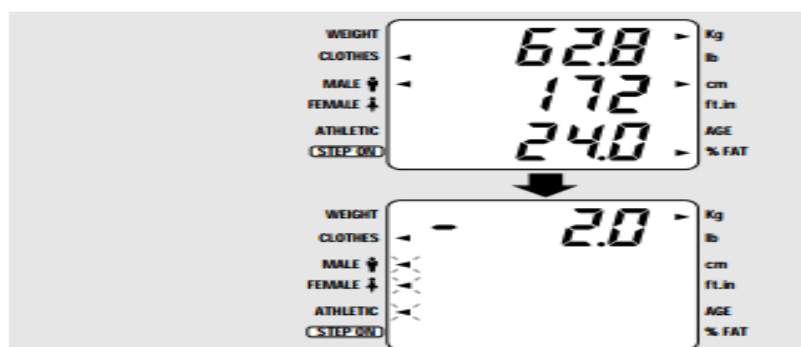 WEIGHT 62.8 Kg
CLOTHES lb
MALE 172 cm
FEMALE ft.in
ATHLETIC 24.0 AGE
STEP ON % FAT
WEIGHT - 2.0 Kg
CLOTHES lb
MALE cm
FEMALE ft.in
ATHLETIC AGE
STEP ON % FAT